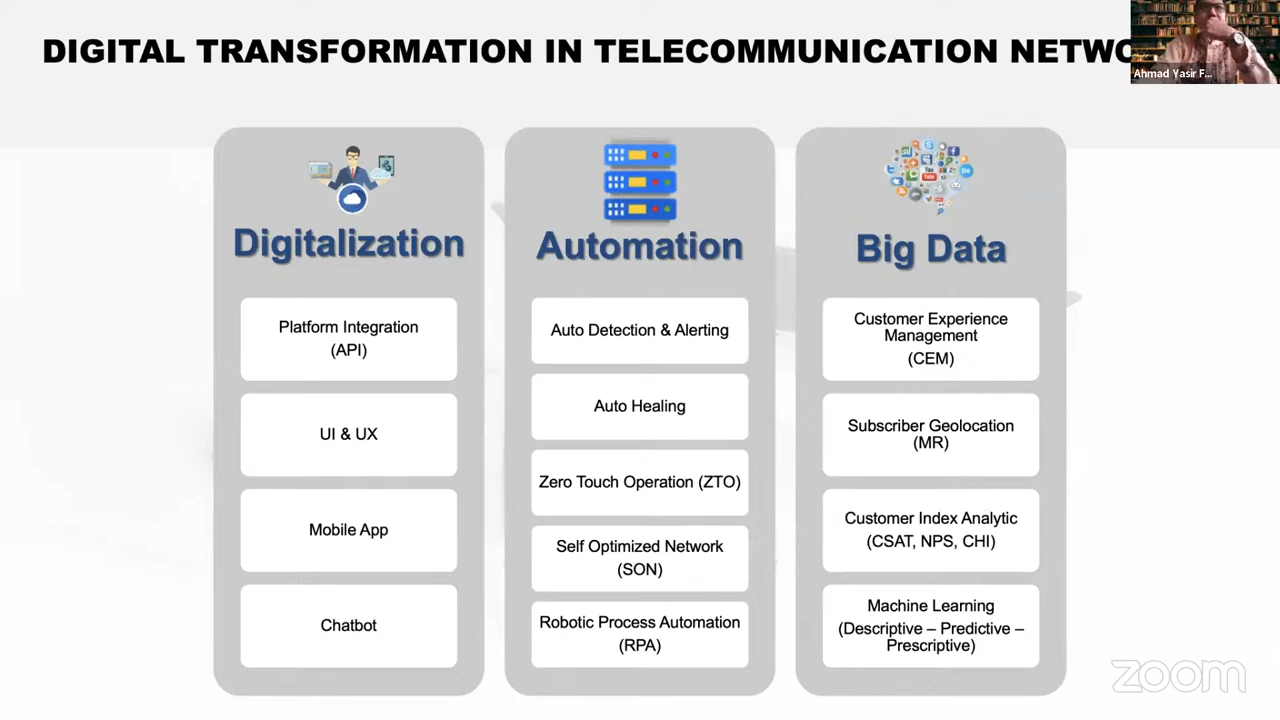 DIGITAL TRANSFORMATION IN TELECOMMUNICATION
Ahmad Yasir F...
Digitalization
Platform Integration
(API)
UI & UX
Mobile App
Chatbot
Automation
Auto Detection & Alerting
Auto Healing
Zero Touch Operation (ZTO)
Self Optimized Network
(SON)
Robotic Process Automation
(RPA)
Big Data
Customer Experience
Management
(CEM)
Subscriber Geolocation
(MR)
Customer Index Analytic
(CSAT, NPS, CHI)
Machine Learning
(Descriptive – Predictive –
Prescriptive)
zoom